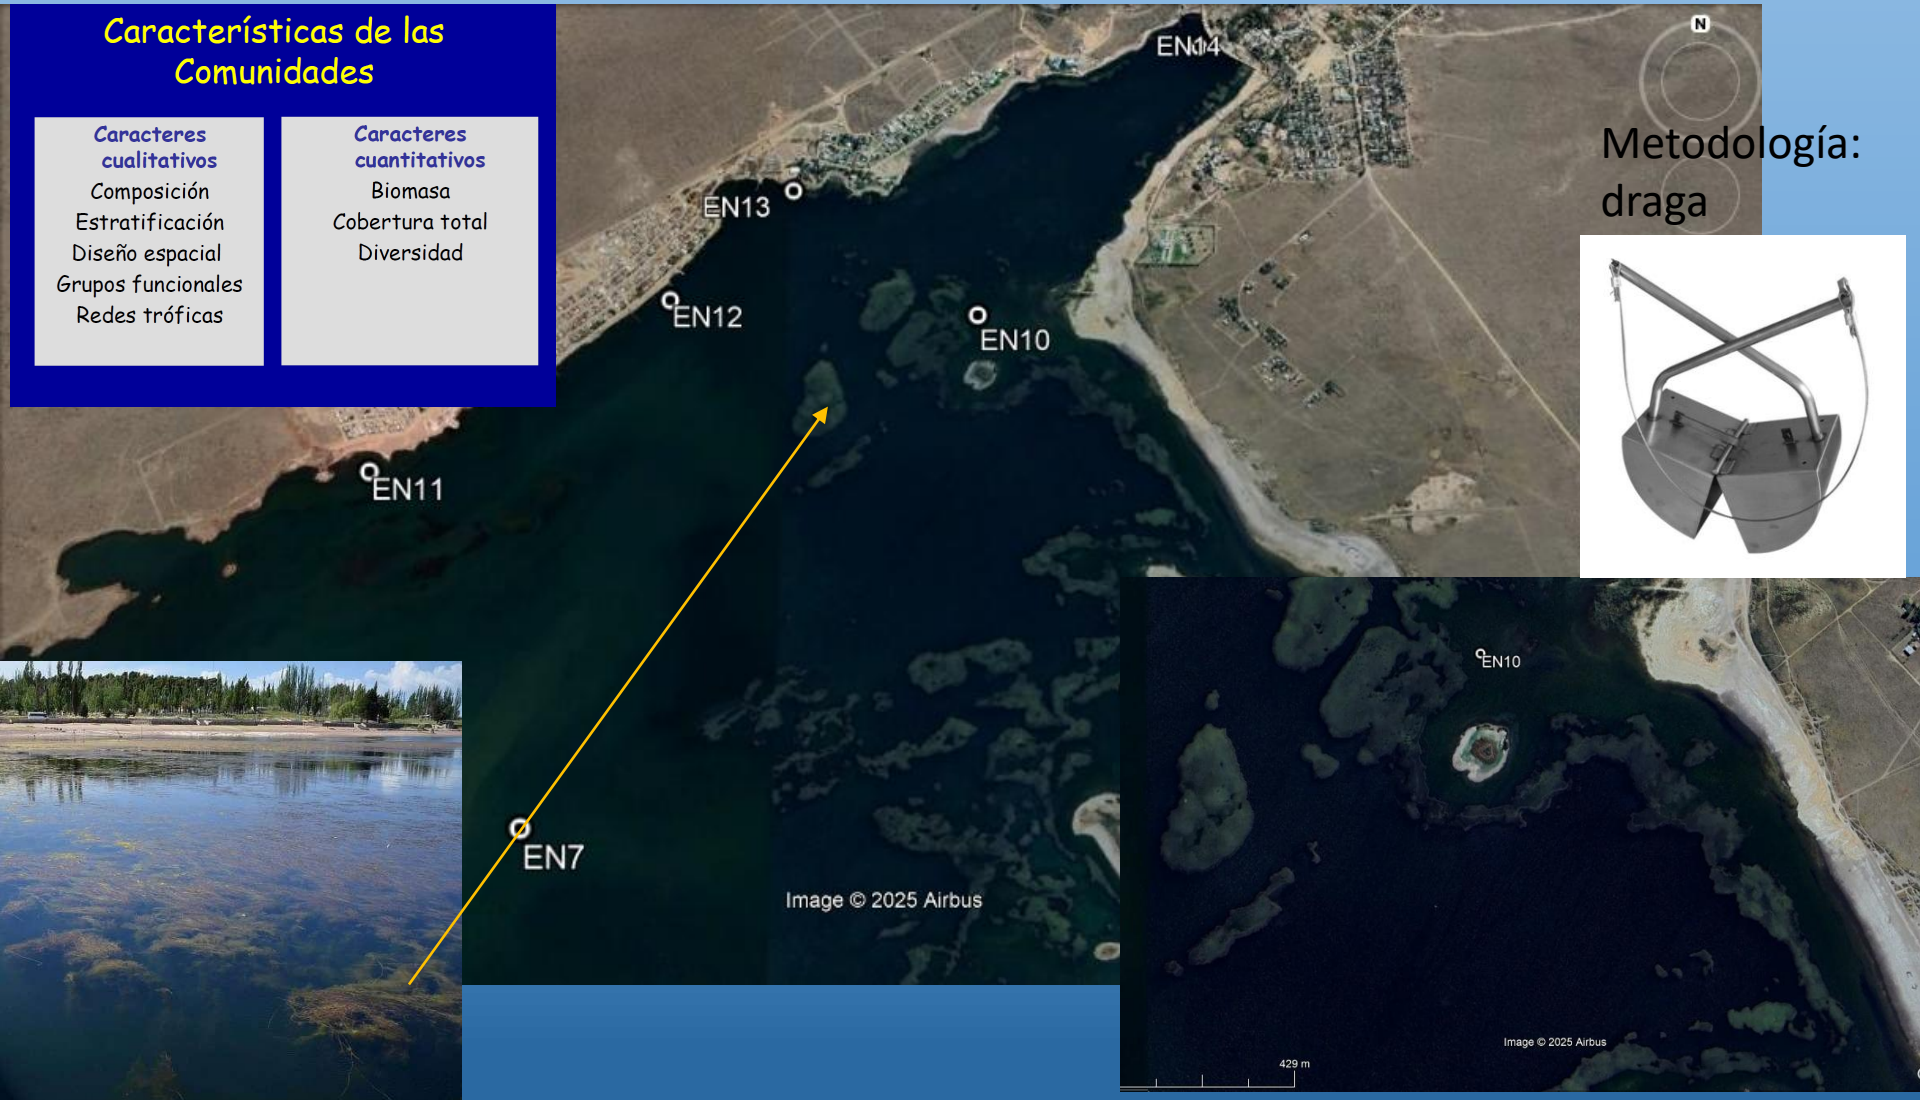 Características de las
Comunidades
Caracteres
cualitativos
Composición
Estratificación
Diseño espacial
Grupos funcionales
Redes tróficas
Caracteres
cuantitativos
Biomasa
Cobertura total
Diversidad
EN14
N
Metodología:
draga
EN13
EN12
EN10
EN11
EN7
Image © 2025 Airbus
EN10
Image © 2025 Airbus
429 m